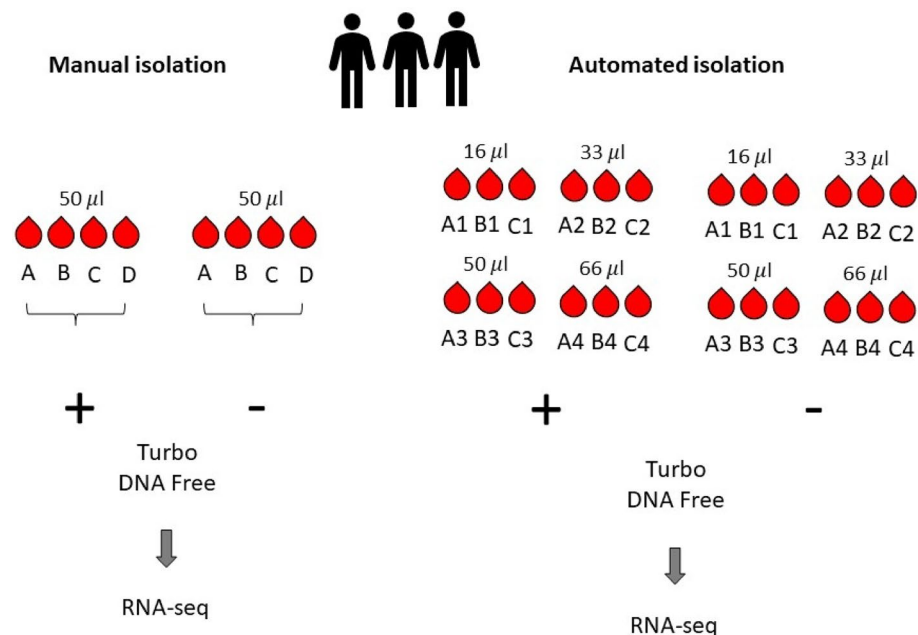 Manual isolation
Automated isolation
50 μl
50 μl
A B C D
A B C D
16 μl
33 μl
16 μl
33 μl
A1 B1 C1
A2 B2 C2
A1 B1 C1
A2 B2 C2
50 μl
66 μl
50 μl
66 μl
A3 B3 C3
A4 B4 C4
A3 B3 C3
A4 B4 C4
+
-
+
-
Turbo
DNA Free
RNA-seq
Turbo
DNA Free
RNA-seq